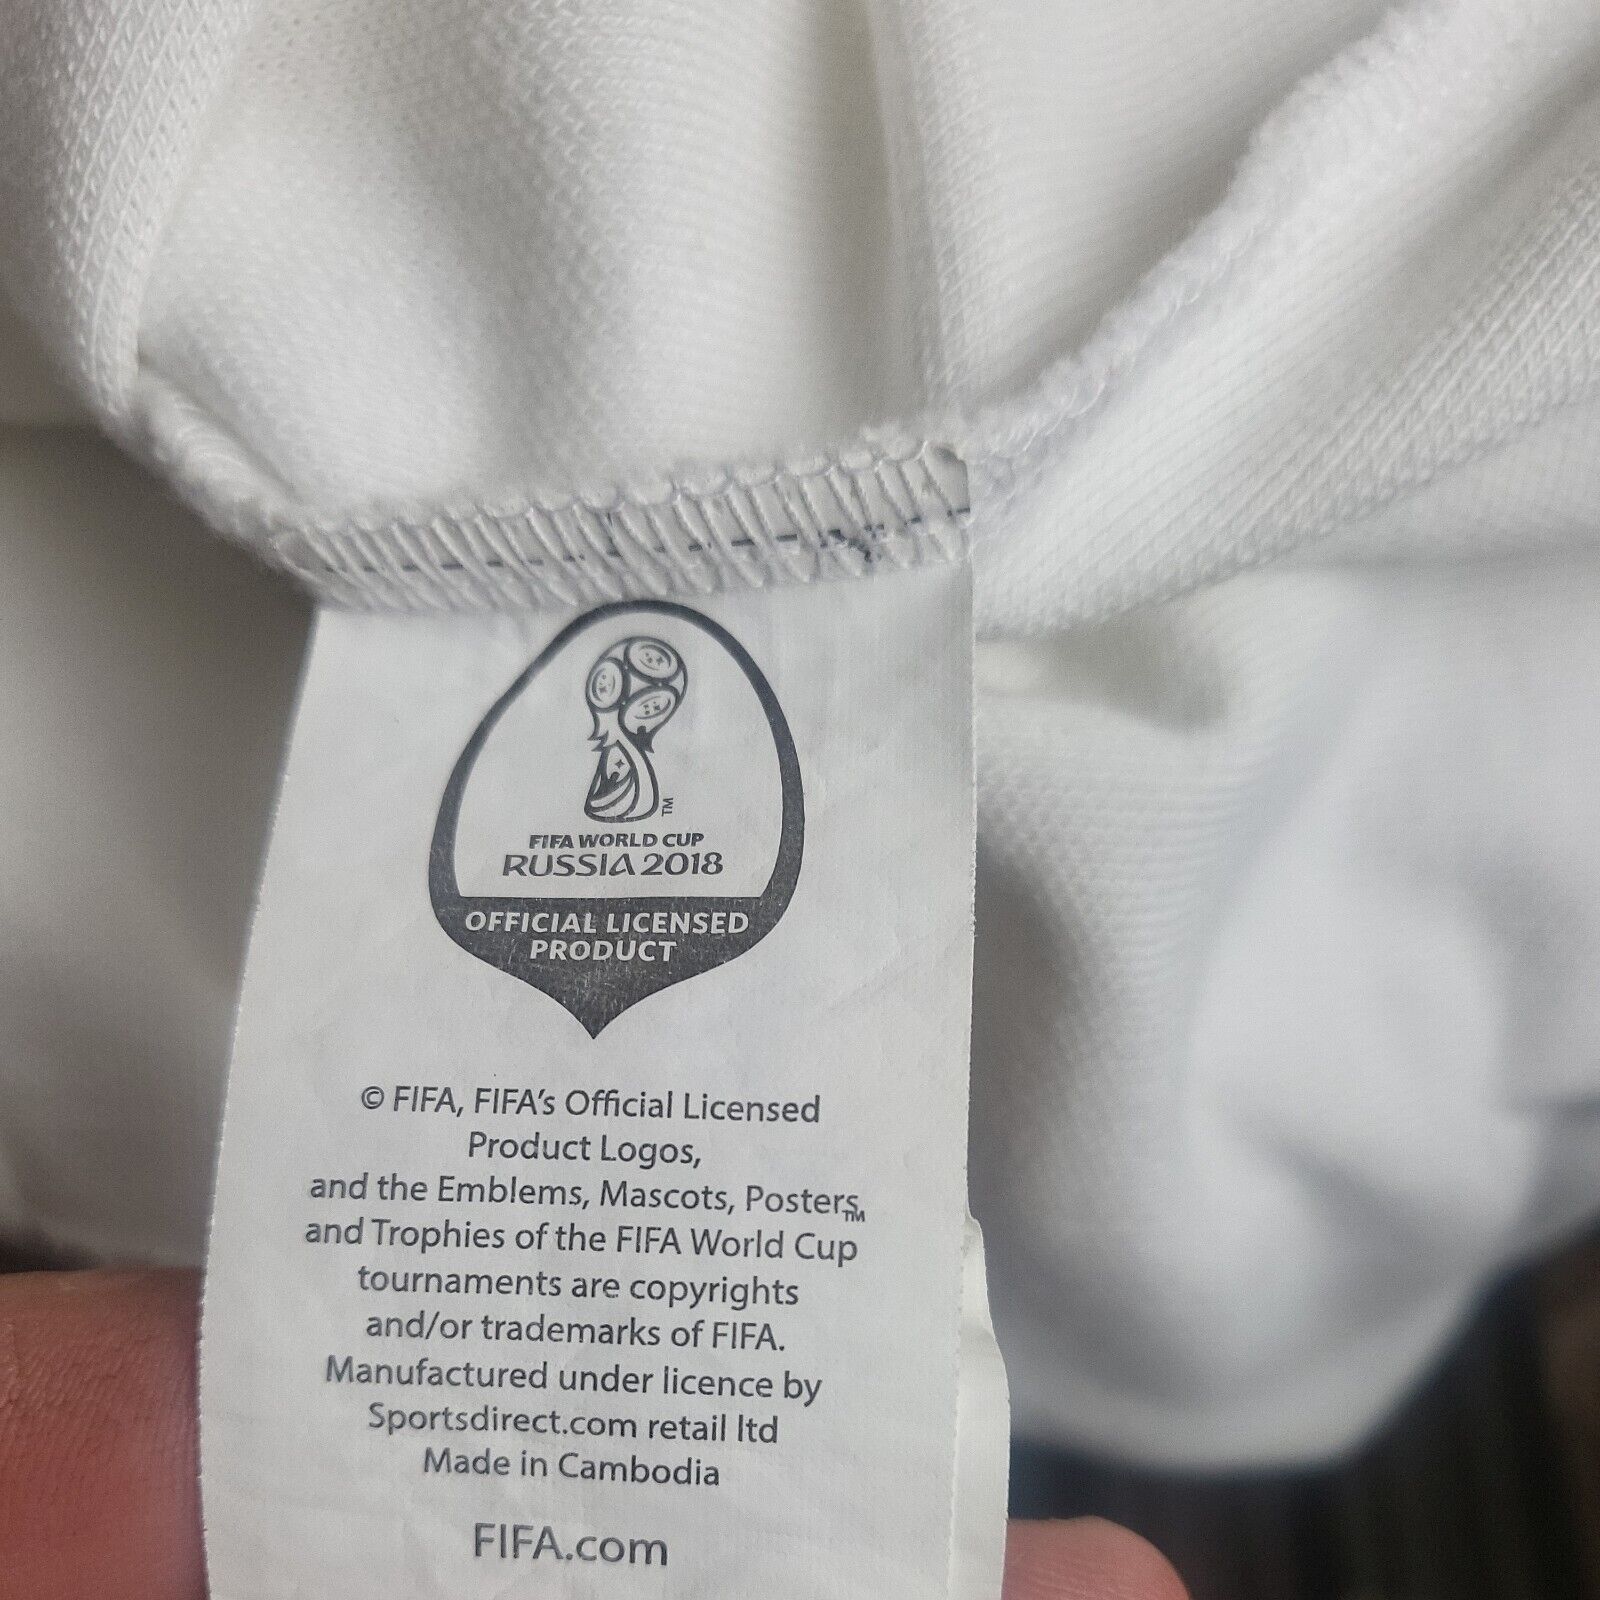 TM
FIFA WORLD CUP
RUSSIA 2018
OFFICIAL LICENSED
PRODUCT
© FIFA, FIFA's Official Licensed
Product Logos,
and the Emblems, Mascots, Posters
and Trophies of the FIFA World Cup™
tournaments are copyrights
and/or trademarks of FIFA.
Manufactured under licence by
Sportsdirect.com retail ltd
Made in Cambodia
FIFA.com